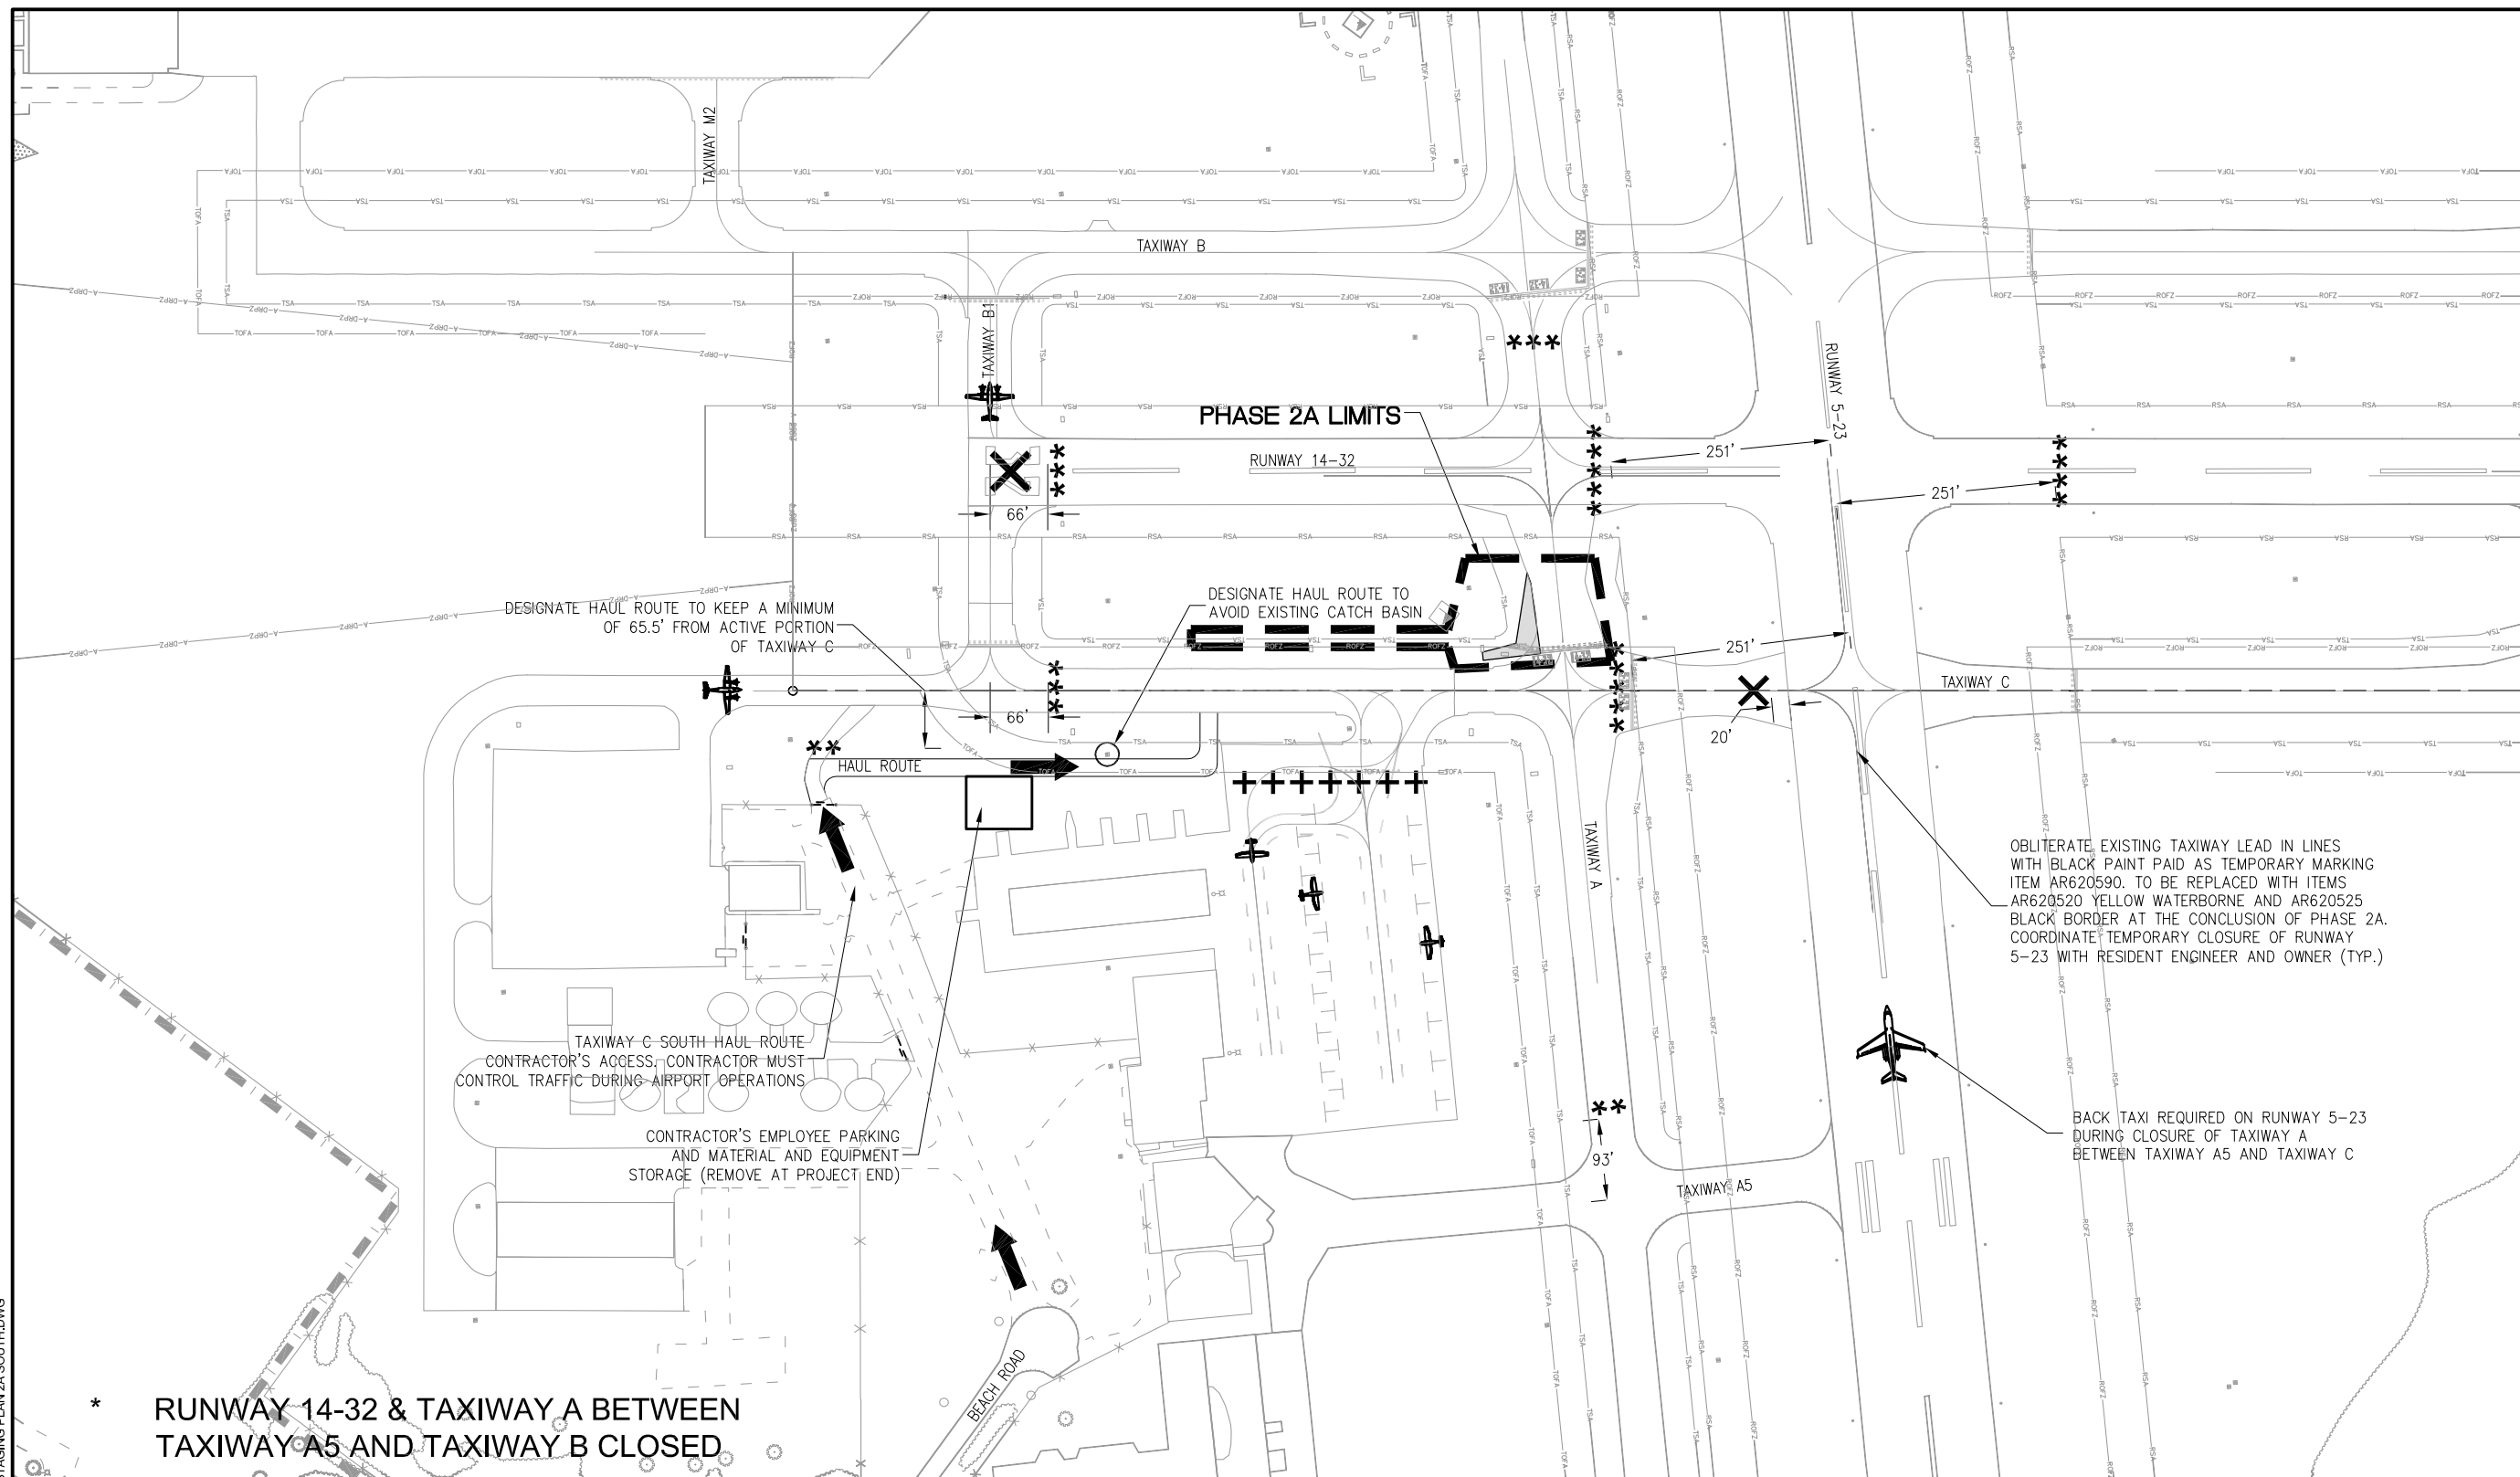 TAXIWAY M2
TAXIWAY B
TAXIWAY B1
RUNWAY 5-23
PHASE 2A LIMITS
RUNWAY 14-32
251'
251'
66'
DESIGNATE HAUL ROUTE TO KEEP A MINIMUM
OF 65.5' FROM ACTIVE PORTION
OF TAXIWAY C
DESIGNATE HAUL ROUTE TO
AVOID EXISTING CATCH BASIN
251'
TAXIWAY C
66'
20'
HAUL ROUTE
TAXIWAY A
OBLITERATE EXISTING TAXIWAY LEAD IN LINES
WITH BLACK PAINT PAID AS TEMPORARY MARKING
ITEM AR620590. TO BE REPLACED WITH ITEMS
AR620520 YELLOW WATERBORNE AND AR620525
BLACK BORDER AT THE CONCLUSION OF PHASE 2A.
COORDINATE TEMPORARY CLOSURE OF RUNWAY
5-23 WITH RESIDENT ENGINEER AND OWNER (TYP.)
TAXIWAY C SOUTH HAUL ROUTE
CONTRACTOR'S ACCESS. CONTRACTOR MUST
CONTROL TRAFFIC DURING AIRPORT OPERATIONS
CONTRACTOR'S EMPLOYEE PARKING
AND MATERIAL AND EQUIPMENT
STORAGE (REMOVE AT PROJECT END)
93'
TAXIWAY A5
BACK TAXI REQUIRED ON RUNWAY 5-23
DURING CLOSURE OF TAXIWAY A
BETWEEN TAXIWAY A5 AND TAXIWAY C
BEACH ROAD
* RUNWAY 14-32 & TAXIWAY A BETWEEN
TAXIWAY A5 AND TAXIWAY B CLOSED
TOFA
TSA
RSA
ROFZ
A-DRPZ